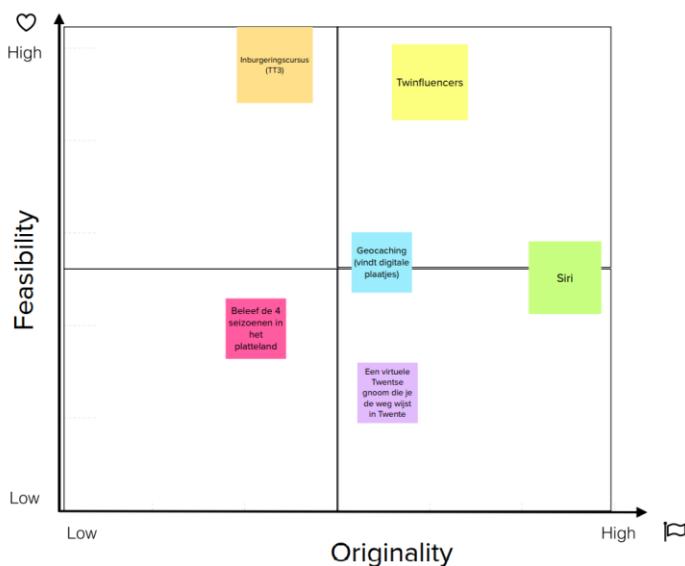 High
Inburgeringscursus
(TT3)
Twinfluencers
Feasibility
Geocaching
(vindt digitale
plaatjes)
Siri
Beleef de 4
seizoenen in
het
platteland
Een virtuele
Twentse
gnoom die je
de weg wijst
in Twente
Low
Low
High
Originality